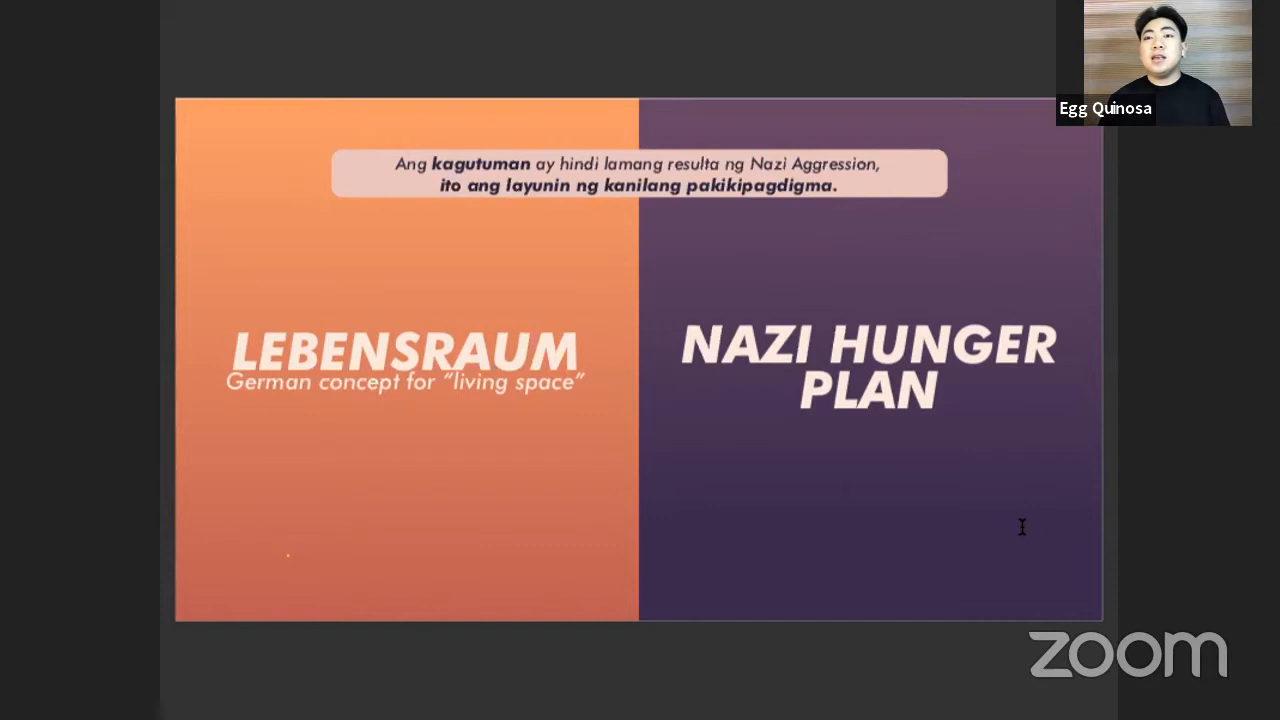 Egg Quinosa
Ang kagutuman ay hindi lamang resulta ng Nazi Aggression,
ito ang layunin ng kanilang pakikipagdigma.
LEBENSRAUM
German concept for “living space”
NAZI HUNGER
PLAN
zoom